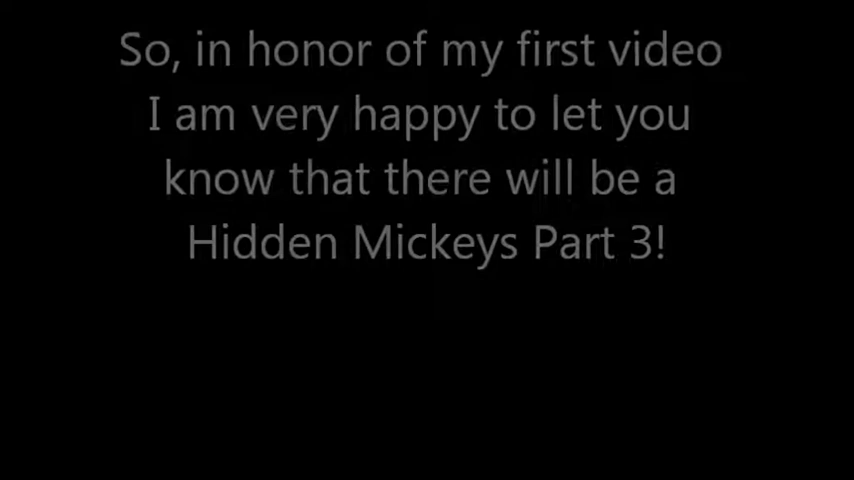 So, in honor of my first video
I am very happy to let you
know that there will be a
Hidden Mickeys Part 3!